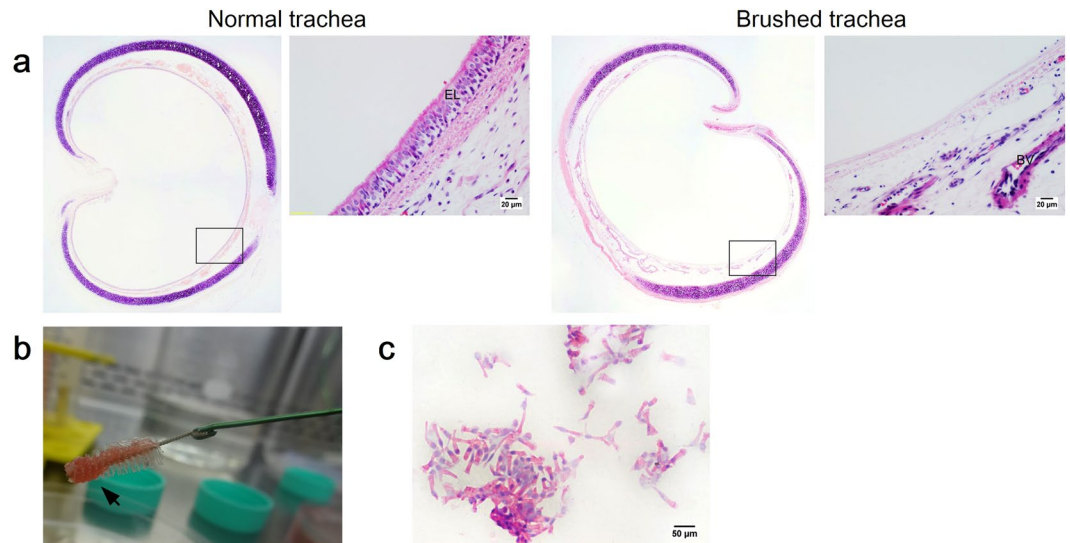 Normal trachea
Brushed trachea
a
EL
20 µm
BV
20 µm
b
c
50 µm